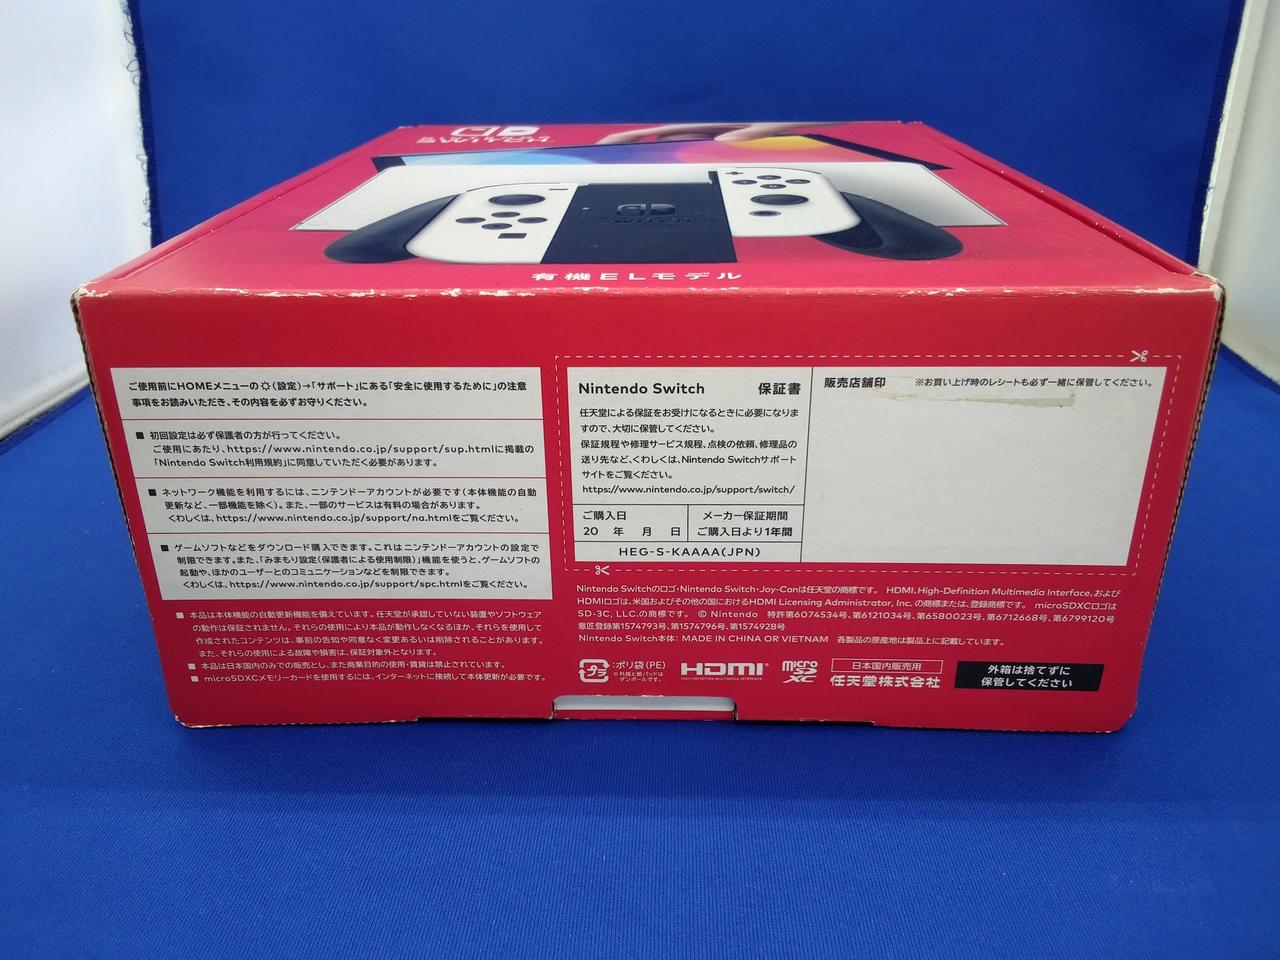 SWITCH
SWITCH
有機ELモデル
ご使用前にHOMEメニューの(設定)→「サポート」にある「安全に使用するために」の注意
事項をお読みいただき、その内容を必ずお守りください。
■ 初回設定は必ず保護者の方が行ってください。
ご使用にあたり、https://www.nintendo.co.jp/support/sup.htmlに掲載の
「Nintendo Switch利用規約」に同意していただく必要があります。
■ ネットワーク機能を利用するには、ニンテンドーアカウントが必要です(本体機能の自動
更新など、一部機能を除く)。また、一部のサービスは有料の場合があります。
くわしくは、https://www.nintendo.co.jp/support/na.htmlをご覧ください。
■ ゲームソフトなどをダウンロード購入できます。これはニンテンドーアカウントの設定で
制限できます。また、「みまもり設定(保護者による使用制限)」機能を使うと、ゲームソフトの
起動や、ほかのユーザーとのコミュニケーションなどを制限できます。
くわしくは、https://www.nintendo.co.jp/support/spc.htmlをご覧ください。
■ 本品は本体機能の自動更新機能を備えています。任天堂が承認していない装置やソフトウェア
の動作は保証されません。それらの使用により本品が動作しなくなるほか、それらを使用して
作成されたコンテンツは、事前の告知や同意なく変更あるいは削除されることがあります。
また、それらの使用による故障や損害は、保証対象外となります。
■ 本品は日本国内のみでの販売とし、また商業目的の使用・賃貸は禁止されています。
■ microSDXCメモリーカードを使用するには、インターネットに接続して本体更新が必要です。
Nintendo Switch 保証書
任天堂による保証をお受けになるときに必要になりま
すので、大切に保管してください。
保証規程や修理サービス規程、点検の依頼、修理品の
送り先など、くわしくは、Nintendo Switchサポート
サイトをご覧ください。
https://www.nintendo.co.jp/support/switch/
ご購入日
20 年 月 日
メーカー保証期間
ご購入日より1年間
HEG-S-KAAAA(JPN)
販売店舗印 ※お買い上げ時のレシートも必ず一緒に保管してください。
Nintendo Switchのロゴ・Nintendo Switch・Joy-Conは任天堂の商標です。 HDMI、High-Definition Multimedia Interface、および
HDMIロゴは、米国およびその他の国におけるHDMI Licensing Administrator, Inc. の商標または、登録商標です。 microSDXCロゴは
SD-3C, LLC.の商標です。 © Nintendo 特許第6074534号、第6121034号、第6580023号、第6712668号、第6799120号
意匠登録第1574793号、第1574796号、第1574928号
Nintendo Switch本体: MADE IN CHINA OR VIETNAM 各製品の原産地は製品上に記載しています。
プラ
:ポリ袋(PE)
※外箱と紙パッドは
ダンボールです。
HDMI
HIGH-DEFINITION MULTIMEDIA INTERFACE
micro
SD
XC
日本国内販売用
任天堂株式会社
外箱は捨てずに
保管してください